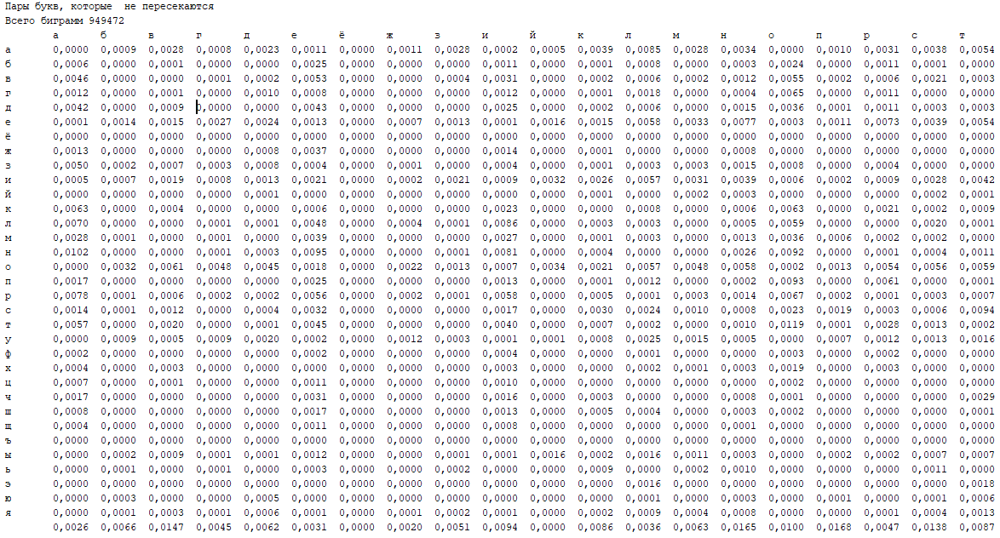 Пары букв, которые  не пересекаются
Всего биграмм 949472
а б в г д е ё ж з и й к л м н о п р с т
а 0,0000 0,0009 0,0028 0,0008 0,0023 0,0011 0,0000 0,0011 0,0028 0,0002 0,0005 0,0039 0,0085 0,0028 0,0034 0,0000 0,0010 0,0031 0,0038 0,0054
б 0,0006 0,0000 0,0001 0,0000 0,0000 0,0025 0,0000 0,0000 0,0000 0,0011 0,0000 0,0001 0,0008 0,0000 0,0003 0,0024 0,0000 0,0011 0,0001 0,0000
в 0,0046 0,0000 0,0000 0,0001 0,0002 0,0053 0,0000 0,0000 0,0004 0,0031 0,0000 0,0002 0,0006 0,0002 0,0012 0,0055 0,0002 0,0006 0,0021 0,0003
г 0,0012 0,0000 0,0001 0,0000 0,0010 0,0008 0,0000 0,0000 0,0000 0,0012 0,0000 0,0001 0,0018 0,0000 0,0004 0,0065 0,0000 0,0011 0,0000 0,0000
д 0,0042 0,0000 0,0009 0,0000 0,0000 0,0043 0,0000 0,0000 0,0000 0,0025 0,0000 0,0002 0,0006 0,0000 0,0015 0,0036 0,0001 0,0011 0,0003 0,0003
е 0,0001 0,0014 0,0015 0,0027 0,0024 0,0013 0,0000 0,0007 0,0013 0,0001 0,0016 0,0015 0,0058 0,0033 0,0077 0,0003 0,0011 0,0073 0,0039 0,0054
ё 0,0000 0,0000 0,0000 0,0000 0,0000 0,0000 0,0000 0,0000 0,0000 0,0000 0,0000 0,0000 0,0000 0,0000 0,0000 0,0000 0,0000 0,0000 0,0000 0,0000
ж 0,0013 0,0000 0,0000 0,0000 0,0008 0,0037 0,0000 0,0000 0,0000 0,0014 0,0000 0,0001 0,0000 0,0000 0,0008 0,0000 0,0000 0,0000 0,0000 0,0000
з 0,0050 0,0002 0,0007 0,0003 0,0008 0,0004 0,0000 0,0001 0,0000 0,0004 0,0000 0,0001 0,0003 0,0003 0,0015 0,0008 0,0000 0,0004 0,0000 0,0000
и 0,0005 0,0007 0,0019 0,0008 0,0013 0,0021 0,0000 0,0002 0,0021 0,0009 0,0032 0,0026 0,0057 0,0031 0,0039 0,0006 0,0002 0,0009 0,0028 0,0042
й 0,0000 0,0000 0,0000 0,0000 0,0001 0,0000 0,0000 0,0000 0,0000 0,0000 0,0000 0,0001 0,0000 0,0002 0,0003 0,0000 0,0000 0,0000 0,0002 0,0001
к 0,0063 0,0000 0,0004 0,0000 0,0000 0,0006 0,0000 0,0000 0,0000 0,0023 0,0000 0,0000 0,0008 0,0000 0,0006 0,0063 0,0000 0,0021 0,0002 0,0009
л 0,0070 0,0000 0,0000 0,0001 0,0001 0,0048 0,0000 0,0004 0,0001 0,0086 0,0000 0,0003 0,0003 0,0000 0,0005 0,0059 0,0000 0,0000 0,0020 0,0001
м 0,0028 0,0001 0,0000 0,0001 0,0000 0,0039 0,0000 0,0000 0,0000 0,0027 0,0000 0,0001 0,0003 0,0000 0,0013 0,0036 0,0006 0,0002 0,0002 0,0000
н 0,0102 0,0000 0,0000 0,0001 0,0003 0,0095 0,0000 0,0000 0,0001 0,0081 0,0000 0,0004 0,0000 0,0000 0,0026 0,0092 0,0000 0,0001 0,0004 0,0011
о 0,0000 0,0032 0,0061 0,0048 0,0045 0,0018 0,0000 0,0022 0,0013 0,0007 0,0034 0,0021 0,0057 0,0048 0,0058 0,0002 0,0013 0,0054 0,0056 0,0059
п 0,0017 0,0000 0,0000 0,0000 0,0000 0,0025 0,0000 0,0000 0,0000 0,0013 0,0000 0,0001 0,0012 0,0000 0,0002 0,0093 0,0000 0,0061 0,0000 0,0001
р 0,0078 0,0001 0,0006 0,0002 0,0002 0,0056 0,0000 0,0002 0,0001 0,0058 0,0000 0,0005 0,0001 0,0003 0,0014 0,0067 0,0002 0,0001 0,0003 0,0007
с 0,0014 0,0001 0,0012 0,0000 0,0004 0,0032 0,0000 0,0000 0,0000 0,0017 0,0000 0,0030 0,0024 0,0010 0,0008 0,0023 0,0019 0,0003 0,0006 0,0094
т 0,0057 0,0000 0,0020 0,0000 0,0001 0,0045 0,0000 0,0000 0,0000 0,0040 0,0000 0,0007 0,0002 0,0000 0,0010 0,0119 0,0001 0,0028 0,0013 0,0002
у 0,0000 0,0009 0,0005 0,0009 0,0020 0,0002 0,0000 0,0012 0,0003 0,0001 0,0001 0,0008 0,0025 0,0015 0,0005 0,0000 0,0007 0,0012 0,0013 0,0016
ф 0,0002 0,0000 0,0000 0,0000 0,0000 0,0002 0,0000 0,0000 0,0000 0,0004 0,0000 0,0000 0,0001 0,0000 0,0000 0,0003 0,0000 0,0002 0,0000 0,0000
х 0,0004 0,0000 0,0003 0,0000 0,0000 0,0000 0,0000 0,0000 0,0000 0,0003 0,0000 0,0000 0,0002 0,0001 0,0003 0,0019 0,0000 0,0003 0,0000 0,0000
ц 0,0007 0,0000 0,0001 0,0000 0,0000 0,0011 0,0000 0,0000 0,0000 0,0010 0,0000 0,0000 0,0000 0,0000 0,0000 0,0002 0,0000 0,0000 0,0000 0,0000
ч 0,0017 0,0000 0,0000 0,0000 0,0000 0,0031 0,0000 0,0000 0,0000 0,0016 0,0000 0,0003 0,0000 0,0000 0,0008 0,0001 0,0000 0,0000 0,0000 0,0029
ш 0,0008 0,0000 0,0000 0,0000 0,0000 0,0017 0,0000 0,0000 0,0000 0,0013 0,0000 0,0005 0,0004 0,0000 0,0003 0,0002 0,0000 0,0000 0,0000 0,0001
щ 0,0004 0,0000 0,0000 0,0000 0,0000 0,0011 0,0000 0,0000 0,0000 0,0008 0,0000 0,0000 0,0000 0,0000 0,0001 0,0000 0,0000 0,0000 0,0000 0,0000
ъ 0,0000 0,0000 0,0000 0,0000 0,0000 0,0000 0,0000 0,0000 0,0000 0,0000 0,0000 0,0000 0,0000 0,0000 0,0000 0,0000 0,0000 0,0000 0,0000 0,0000
ы 0,0000 0,0002 0,0009 0,0001 0,0001 0,0012 0,0000 0,0000 0,0001 0,0001 0,0016 0,0002 0,0016 0,0011 0,0003 0,0000 0,0002 0,0002 0,0007 0,0007
ь 0,0000 0,0001 0,0000 0,0001 0,0000 0,0003 0,0000 0,0000 0,0002 0,0000 0,0000 0,0009 0,0000 0,0002 0,0010 0,0000 0,0000 0,0000 0,0011 0,0000
э 0,0000 0,0000 0,0000 0,0000 0,0000 0,0000 0,0000 0,0000 0,0000 0,0000 0,0000 0,0000 0,0016 0,0000 0,0000 0,0000 0,0000 0,0000 0,0000 0,0018
ю 0,0000 0,0003 0,0000 0,0000 0,0005 0,0000 0,0000 0,0000 0,0000 0,0000 0,0000 0,0000 0,0001 0,0000 0,0003 0,0000 0,0001 0,0000 0,0001 0,0006
я 0,0000 0,0001 0,0003 0,0001 0,0006 0,0001 0,0000 0,0001 0,0002 0,0001 0,0000 0,0002 0,0009 0,0004 0,0008 0,0000 0,0000 0,0001 0,0004 0,0013
0,0026 0,0066 0,0147 0,0045 0,0062 0,0031 0,0000 0,0020 0,0051 0,0094 0,0000 0,0086 0,0036 0,0063 0,0165 0,0100 0,0168 0,0047 0,0138 0,0087